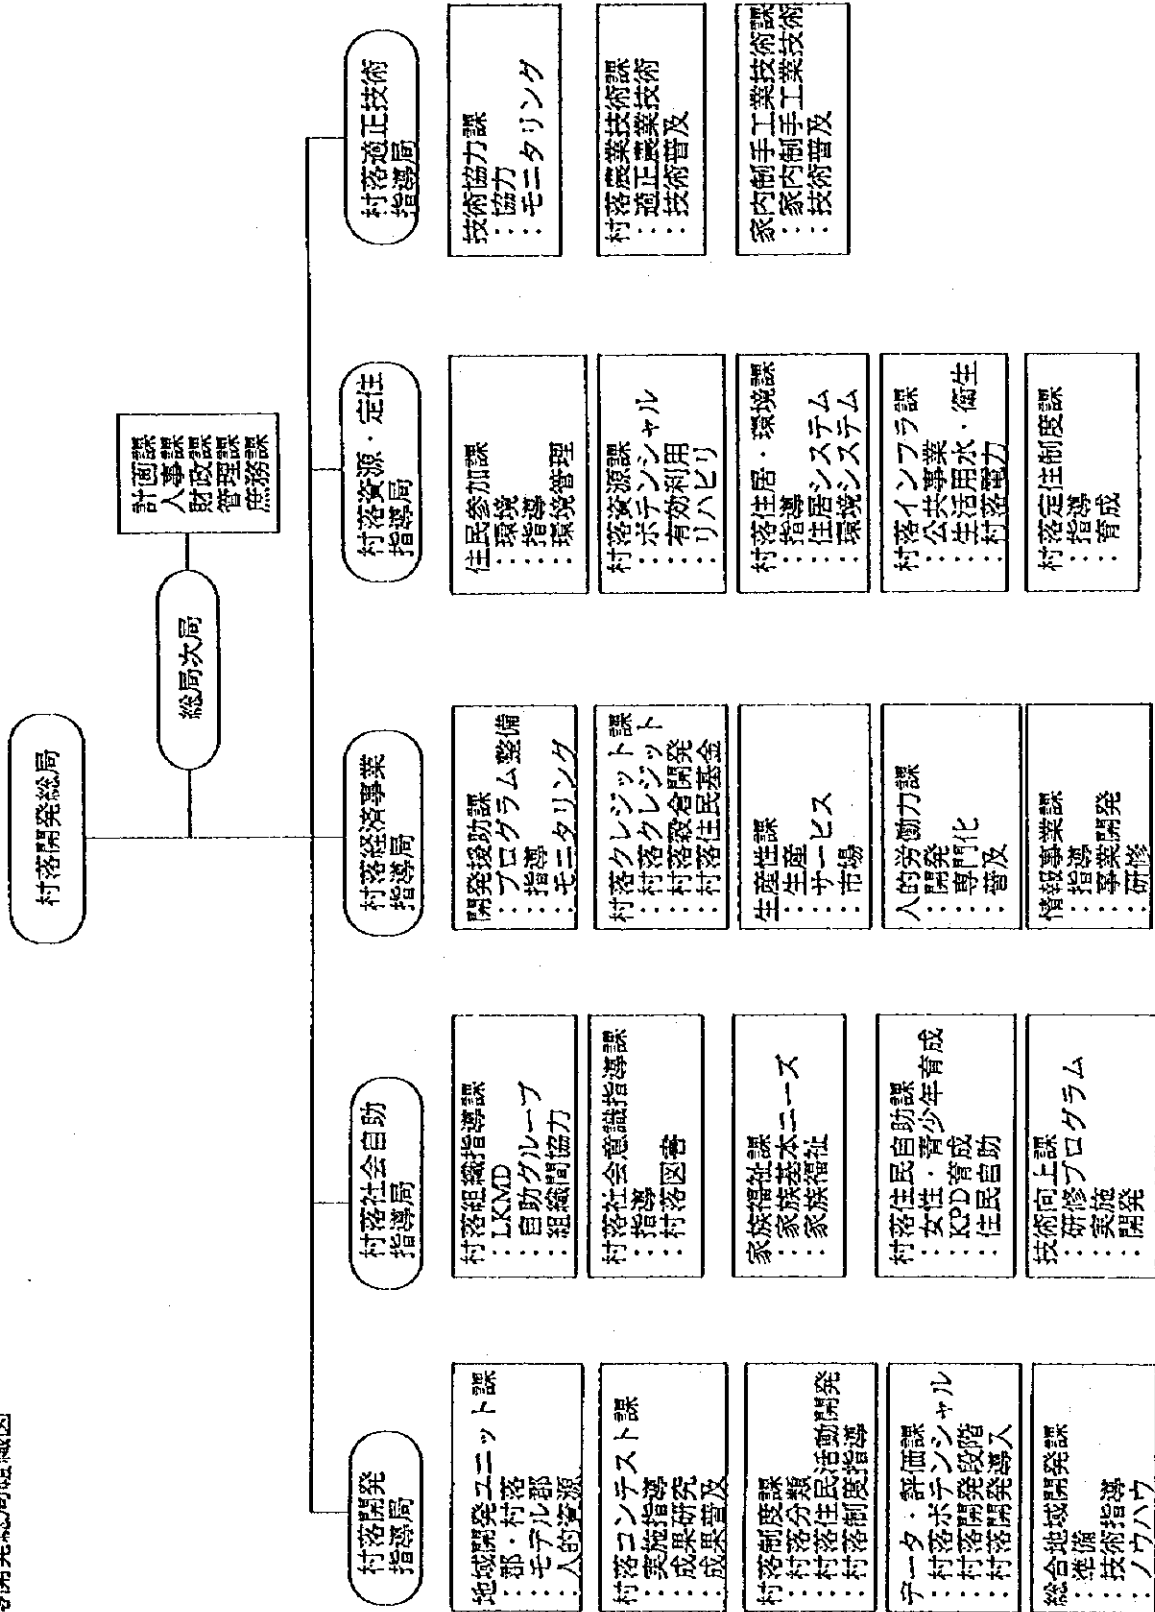 村落開発総局
総局次局
計画課
人事課
財政課
管理課
庶務課
村落開発
指導局
地域開発ユニット課
：郡・村落
：モデル郡
：人的資源
村落コンテスト課
：実施指導
：成果研究
：成果普及
村落制度課
：村落分類
：村落住民活動開発
：村落制度指導
データ・評価課
：村落ポテンシャル
：村落開発段階
：村落開発導入
総合地域開発課
：準備
：技術指導
：ノウハウ
村落社会自助
指導局
村落組織指導課
：LKMD
：自助グループ
：組織間協力
村落社会意識指導課
：指導
：村落図書
家族福祉課
：家族基本ニーズ
：家族福祉
村落住民自助課
：女性・青少年育成
：KPD育成
：住民自助
技術向上課
：研修プログラム
：実施
：開発
村落経済事業
指導局
開発援助課
：プログラム整備
：指導
：モニタリング
村落クレジット課
：村落クレジット
：村落穀倉開発
：村落住民基金
生産性課
：生産
：サービス
：市場
人的労働力課
：開発
：専門化
：普及
情報事業課
：指導
：事業開発
：研修
村落資源・定住
指導局
住民参加課
：環境
：指導
：環境管理
村落資源課
：ポテンシャル
：有効利用
：リハビリ
村落住居・環境課
：指導
：住居システム
：環境システム
村落インフラ課
：公共事業
：生活用水・衛生
：村落電力
村落定住制度課
：指導
：育成
村落適正技術
指導局
技術協力課
：協力
：モニタリング
村落農業技術課
：適正農業技術
：技術普及
家内制手工業技術課
：家内制手工業技術
：技術普及